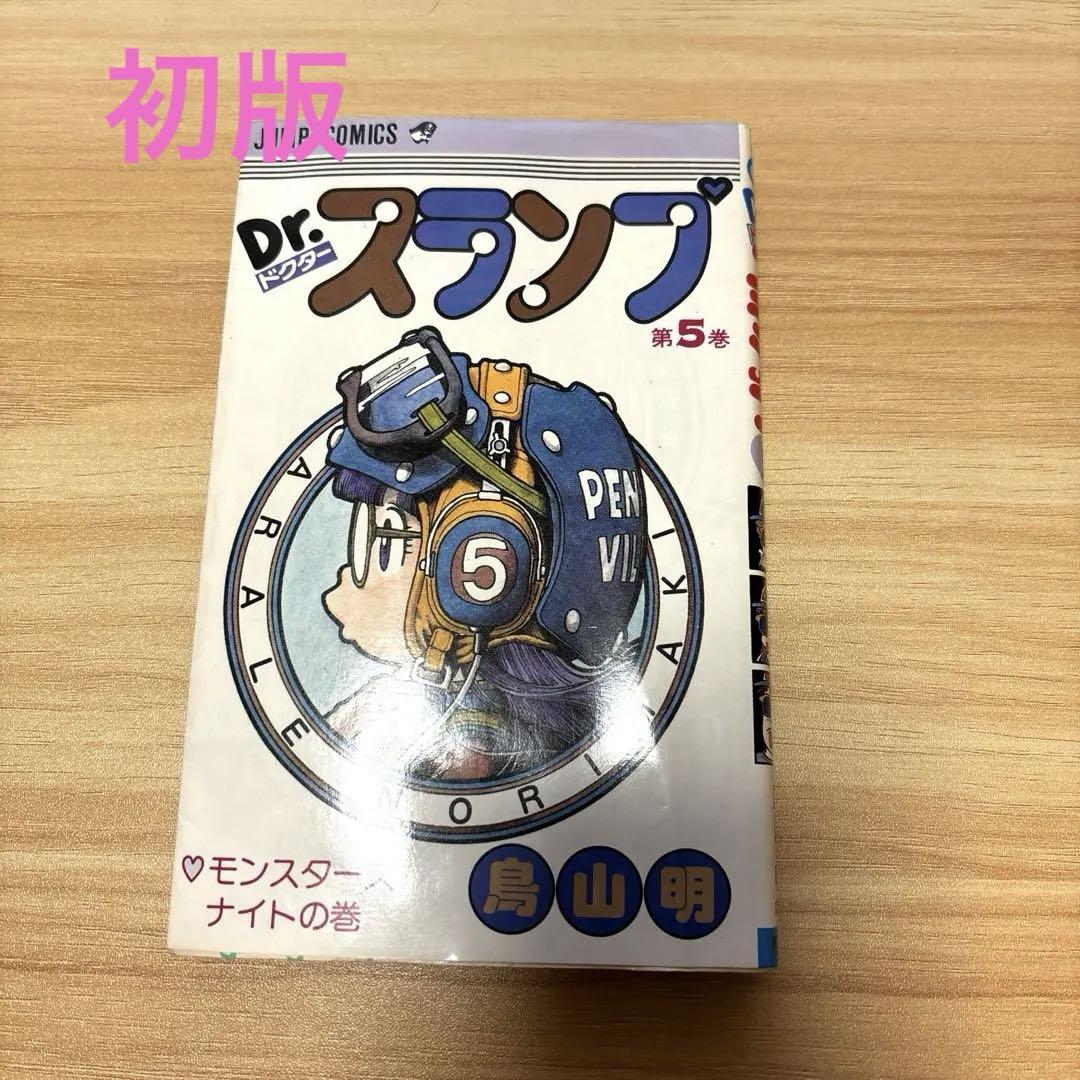 初版
JUMP COMICS
Dr.スランプ
ドクター
第5巻
PEN
VIL
5
ARALE NORIMAKI
♡モンスター
ナイトの巻
鳥山明